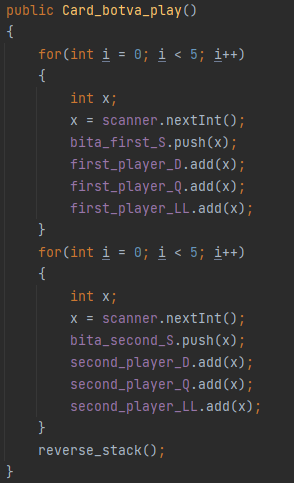 public Card_botva_play()
{
    for(int i = 0; i < 5; i++)
    {
        int x;
        x = scanner.nextInt();
        bita_first_S.push(x);
        first_player_D.add(x);
        first_player_Q.add(x);
        first_player_LL.add(x);
    }
    for(int i = 0; i < 5; i++)
    {
        int x;
        x = scanner.nextInt();
        bita_second_S.push(x);
        second_player_D.add(x);
        second_player_Q.add(x);
        second_player_LL.add(x);
    }
    reverse_stack();
}